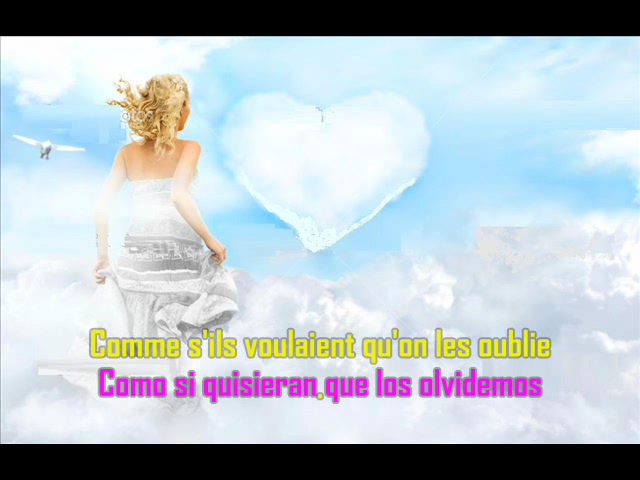 Comme s'ils voulaient qu'on les oublie
Como si quisieran,que los olvidemos